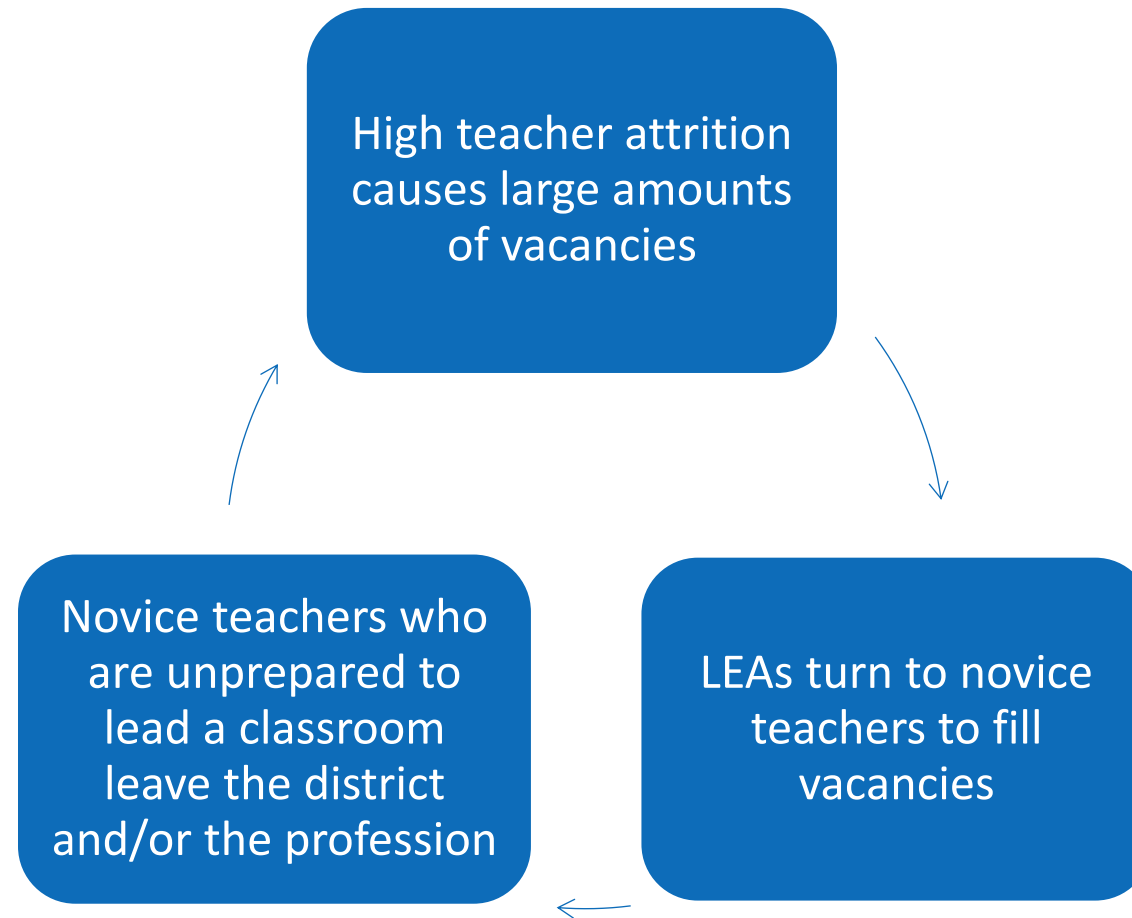 High teacher attrition
causes large amounts
of vacancies
LEAs turn to novice
teachers to fill
vacancies
Novice teachers who
are unprepared to
lead a classroom
leave the district
and/or the profession